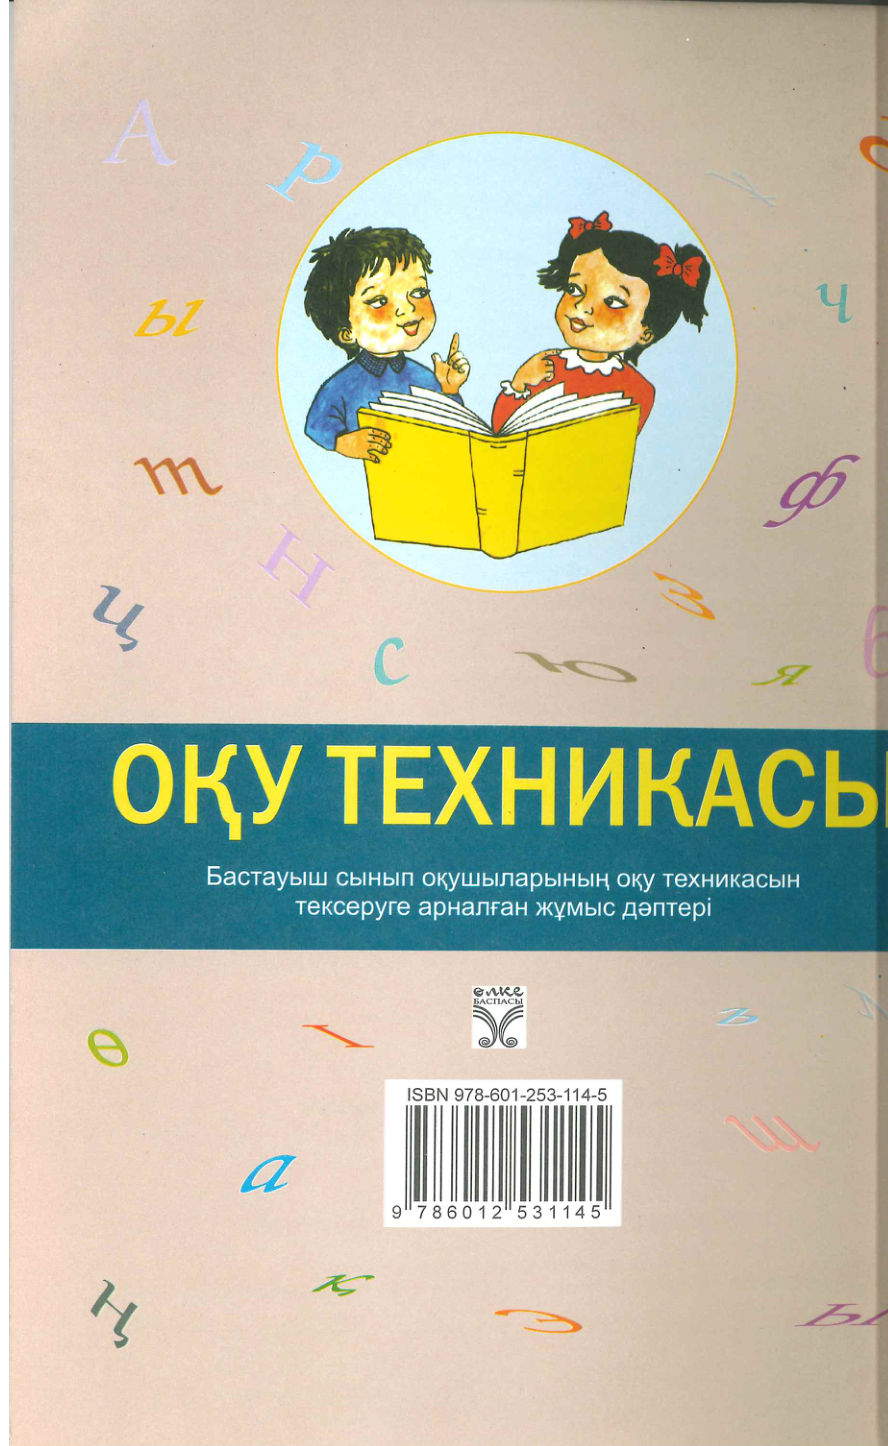 А
Р
ы
ч
т
ф
Н
ц
з
с
ю
я
ОҚУ ТЕХНИКАСЫ
Бастауыш сынып оқушыларының оқу техникасын
тексеруге арналған жұмыс дәптері
өлке
БАСПАСЫ
ө
І
ъ
ISBN 978-601-253-114-5
ш
а
9 786012 531145
ң
қ
э
ы